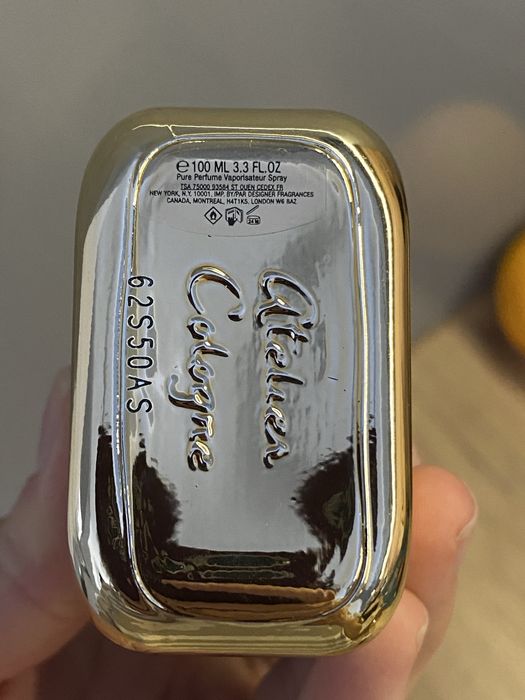 ℮ 100 ML 3.3 FL.OZ
Pure Perfume Vaporisateur Spray
TSA 75000 93584 ST OUEN CEDEX FR
NEW YORK, N.Y. 10001. IMP. BY/PAR DESIGNER FRAGRANCES
CANADA, MONTREAL, H4T1K5. LONDON W6 8AZ
24 M
Atelier
Cologne
62S50AS